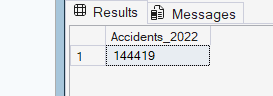 Results Messages
Accidents_2022
1 144419